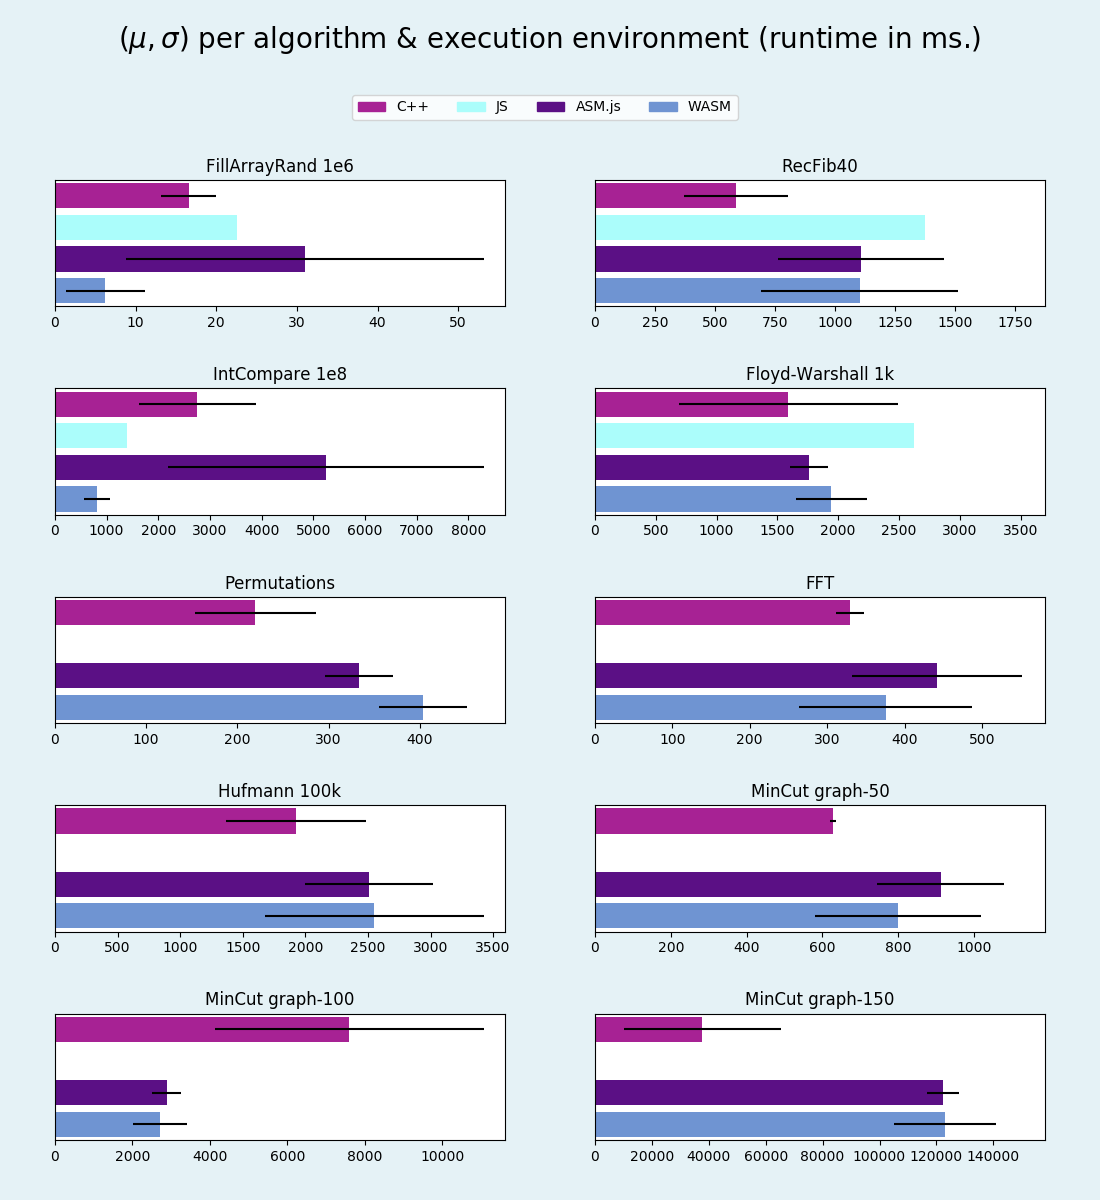 (μ, σ) per algorithm & execution environment (runtime in ms.)
C++ JS ASM.js WASM
FillArrayRand 1e6
0 10 20 30 40 50
RecFib40
0 250 500 750 1000 1250 1500 1750
IntCompare 1e8
0 1000 2000 3000 4000 5000 6000 7000 8000
Floyd-Warshall 1k
0 500 1000 1500 2000 2500 3000 3500
Permutations
0 100 200 300 400
FFT
0 100 200 300 400 500
Hufmann 100k
0 500 1000 1500 2000 2500 3000 3500
MinCut graph-50
0 200 400 600 800 1000
MinCut graph-100
0 2000 4000 6000 8000 10000
MinCut graph-150
0 20000 40000 60000 80000 100000 120000 140000